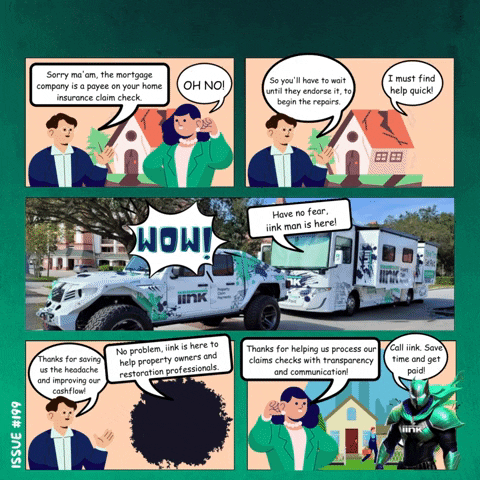 Sorry ma'am, the mortgage
company is a payee on your home
insurance claim check.
OH NO!
So you'll have to wait
until they endorse it, to
begin the repairs.
I must find
help quick!
WOW!
Have no fear,
iink man is here!
iink
iink
Thanks for saving
us the headache
and improving our
cashflow!
No problem, iink is here to
help property owners and
restoration professionals.
Thanks for helping us process our
claims checks with transparency
and communication!
Call iink. Save
time and get
paid!
iink
ISSUE #199